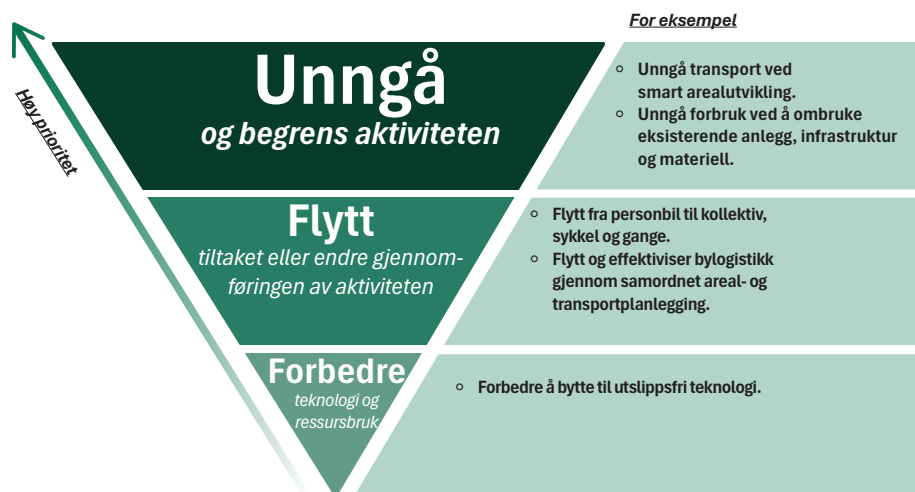 For eksempel
Høy prioritet
Unngå
og begrens aktiviteten
Unngå transport ved
smart arealutvikling.
Unngå forbruk ved å ombruke
eksisterende anlegg, infrastruktur
og materiell.
Flytt
tiltaket eller endre gjennom-
føringen av aktiviteten
Flytt fra personbil til kollektiv,
sykkel og gange.
Flytt og effektiviser bylogistikk
gjennom samordnet areal- og
transportplanlegging.
Forbedre
teknologi og
ressursbruk
Forbedre å bytte til utslippsfri teknologi.